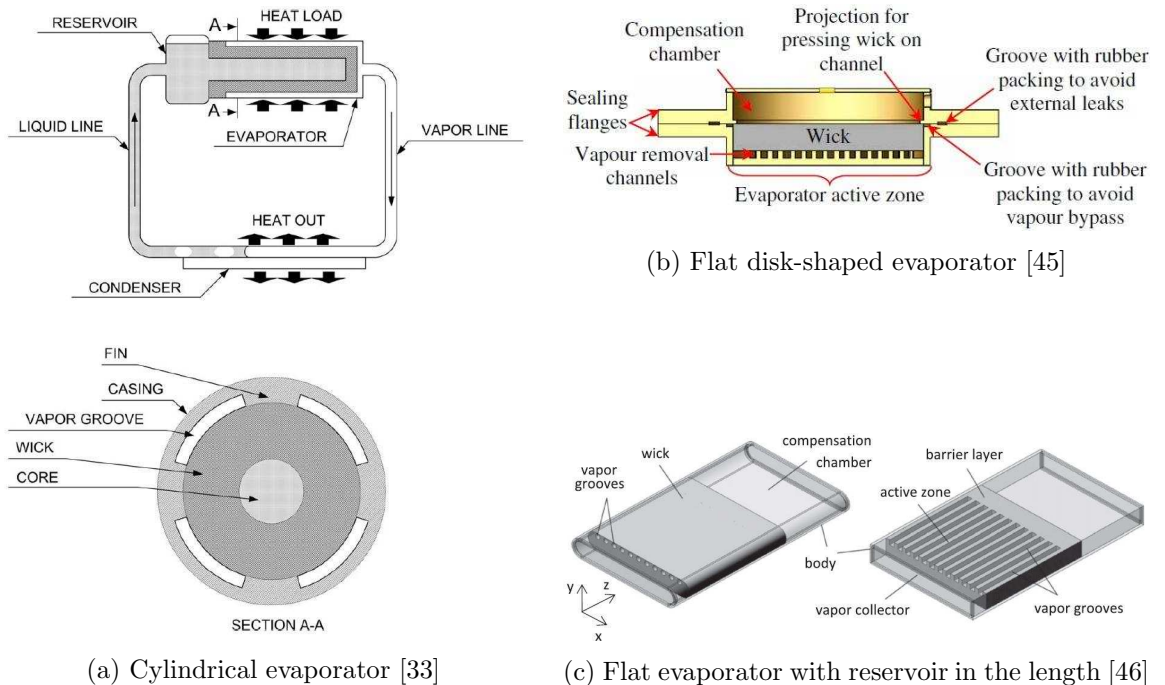 RESERVOIR
A
HEAT LOAD
A
EVAPORATOR
LIQUID LINE
VAPOR LINE
HEAT OUT
CONDENSER
FIN
CASING
VAPOR GROOVE
WICK
CORE
SECTION A-A
(a) Cylindrical evaporator [33]
Compensation
chamber
Projection for
pressing wick on
channel
Groove with rubber
packing to avoid
external leaks
Sealing
flanges
Wick
Vapour removal
channels
Evaporator active zone
Groove with rubber
packing to avoid
vapour bypass
(b) Flat disk-shaped evaporator [45]
wick
compensation
chamber
vapor
grooves
body
y
z
x
barrier layer
active zone
vapor collector
vapor grooves
(c) Flat evaporator with reservoir in the length [46]